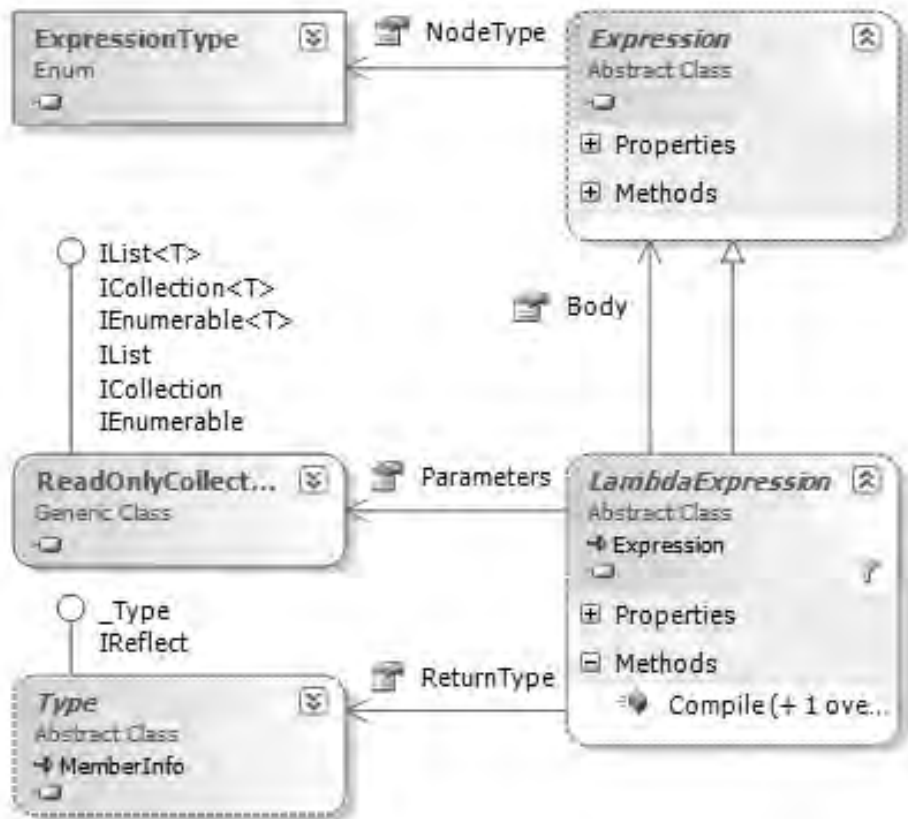 ExpressionType
Enum
NodeType
Expression
Abstract Class
Properties
Methods
IList<T>
ICollection<T>
IEnumerable<T>
IList
ICollection
IEnumerable
Body
ReadOnlyCollect...
Generic Class
Parameters
LambdaExpression
Abstract Class
Expression
Properties
Methods
Compile (+ 1 ove...
_Type
IReflect
ReturnType
Type
Abstract Class
MemberInfo